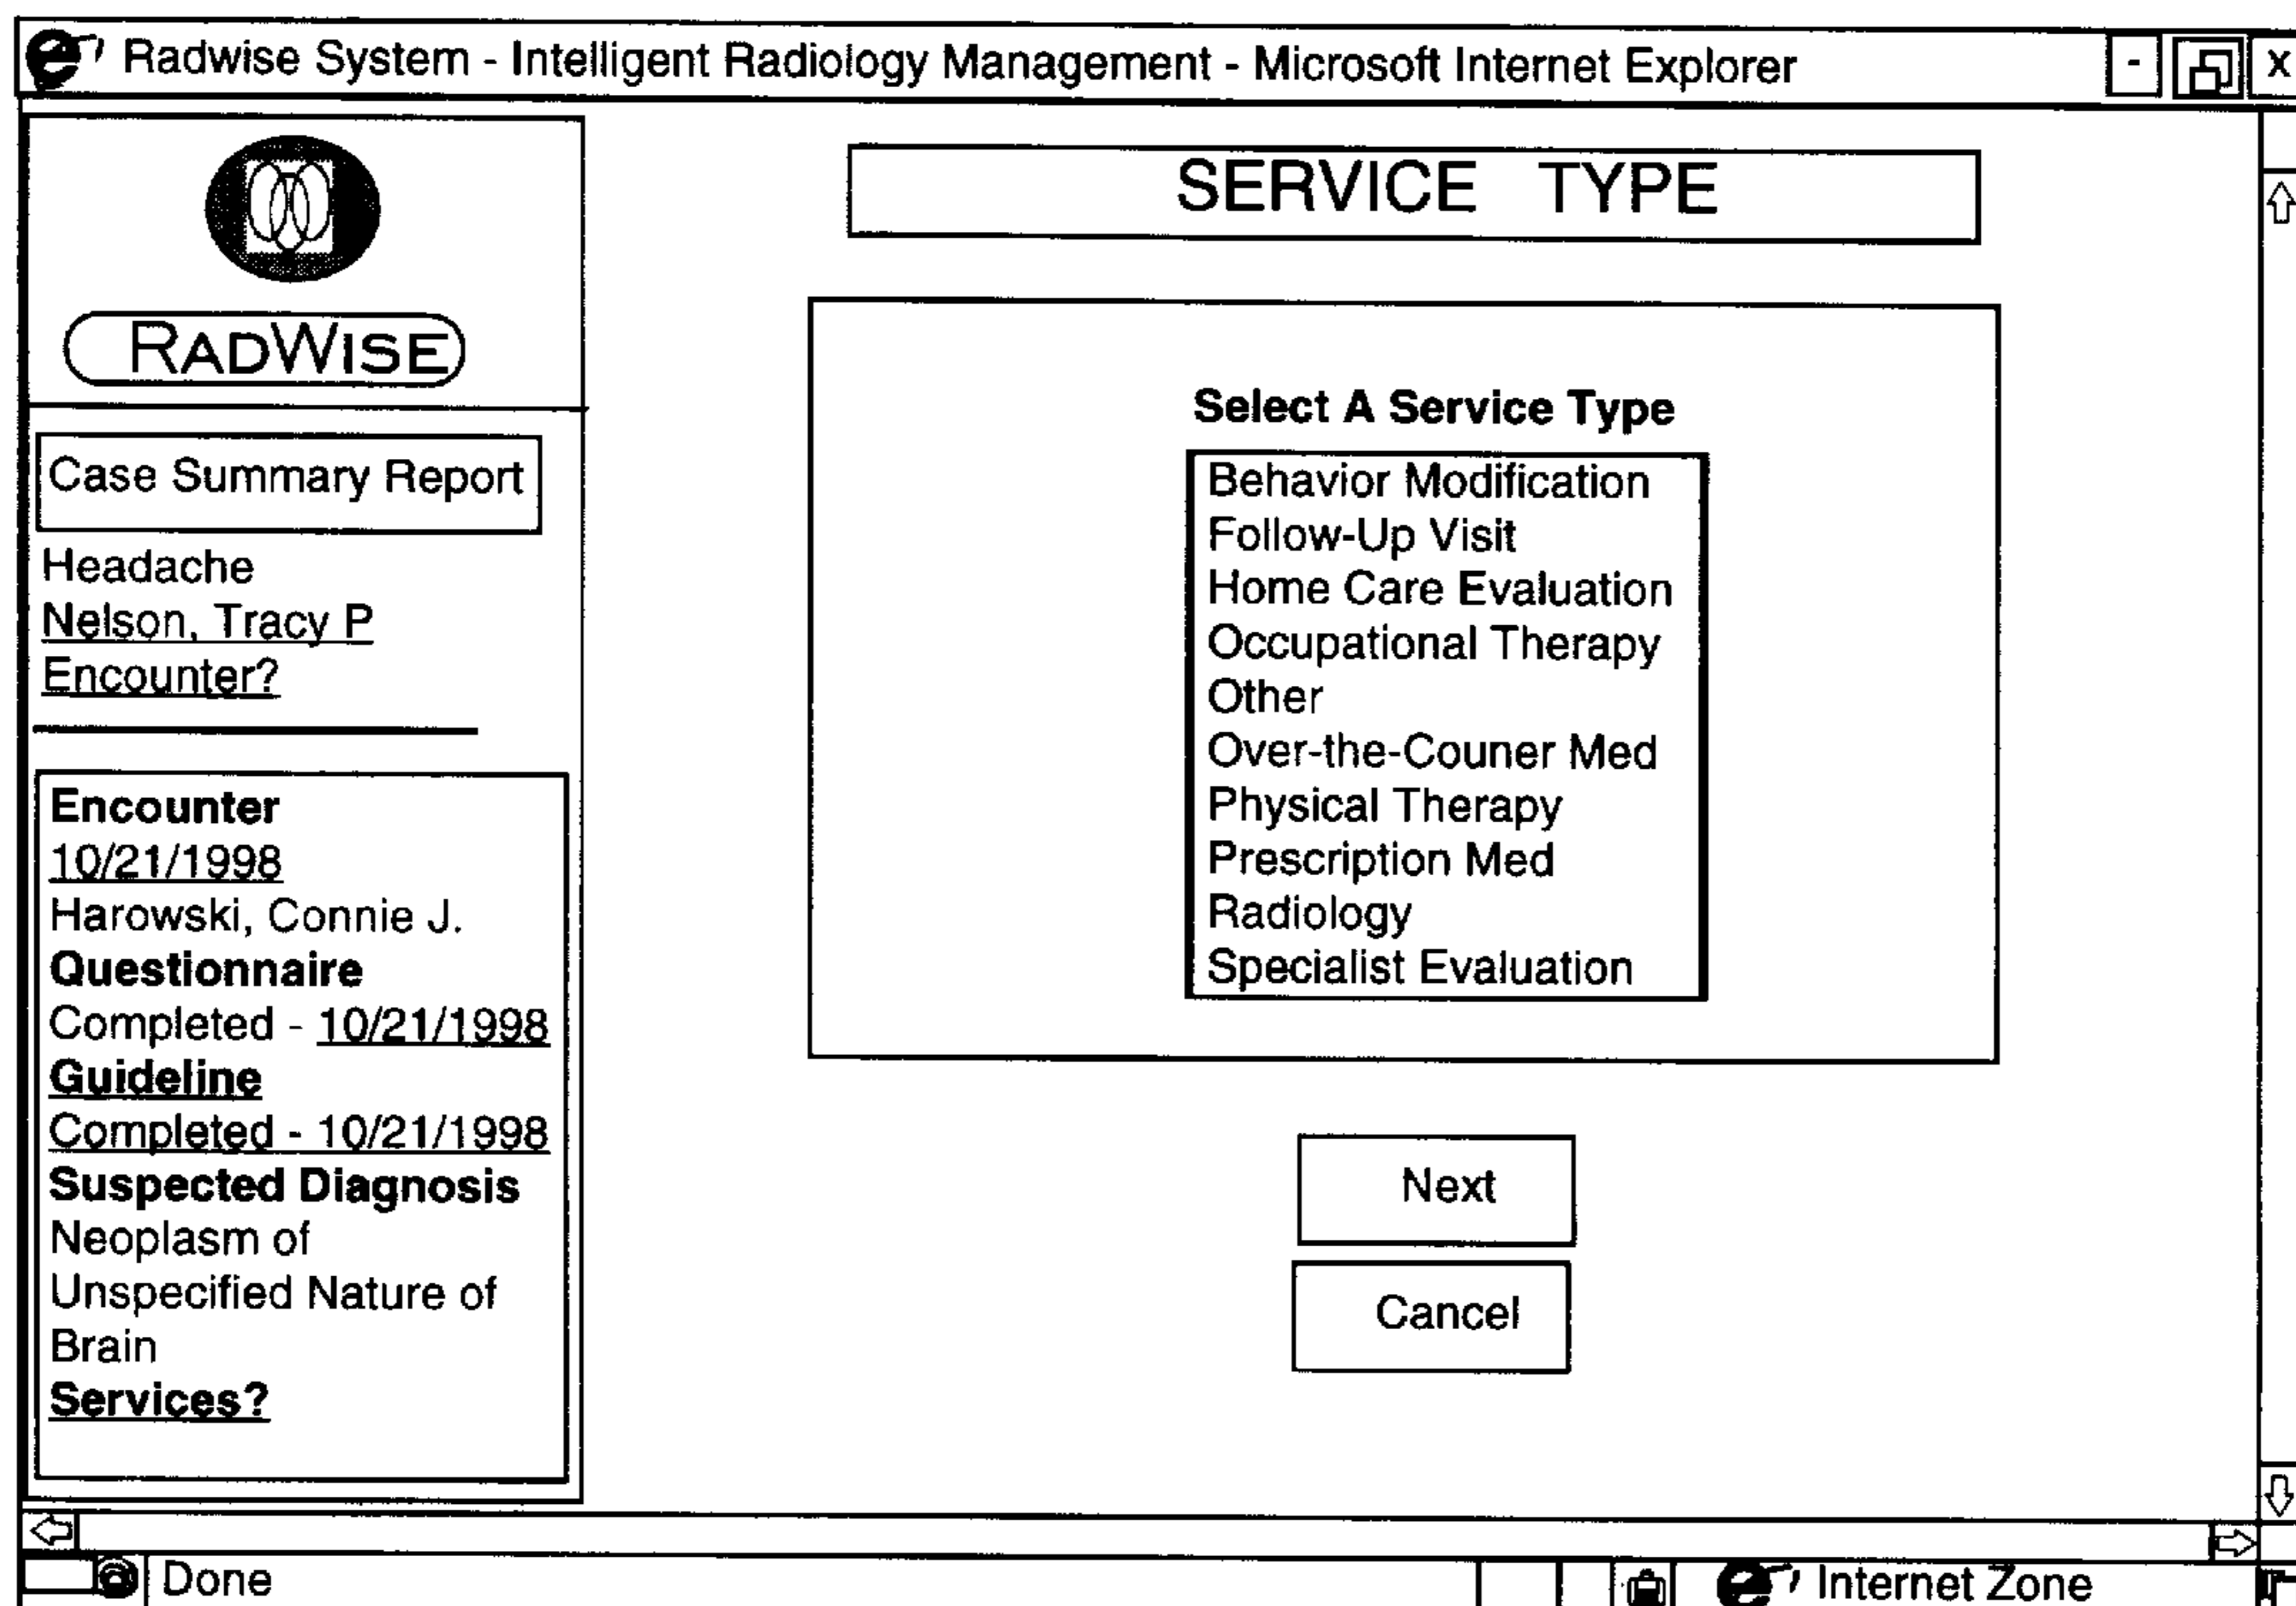 Radwise System - Intelligent Radiology Management - Microsoft Internet Explorer
- x
RADWISE
Case Summary Report
Headache
Nelson, Tracy P
Encounter?
Encounter
10/21/1998
Harowski, Connie J.
Questionnaire
Completed - 10/21/1998
Guideline
Completed - 10/21/1998
Suspected Diagnosis
Neoplasm of
Unspecified Nature of
Brain
Services?
SERVICE TYPE
Select A Service Type
Behavior Modification
Follow-Up Visit
Home Care Evaluation
Occupational Therapy
Other
Over-the-Couner Med
Physical Therapy
Prescription Med
Radiology
Specialist Evaluation
Next
Cancel
Done
Internet Zone